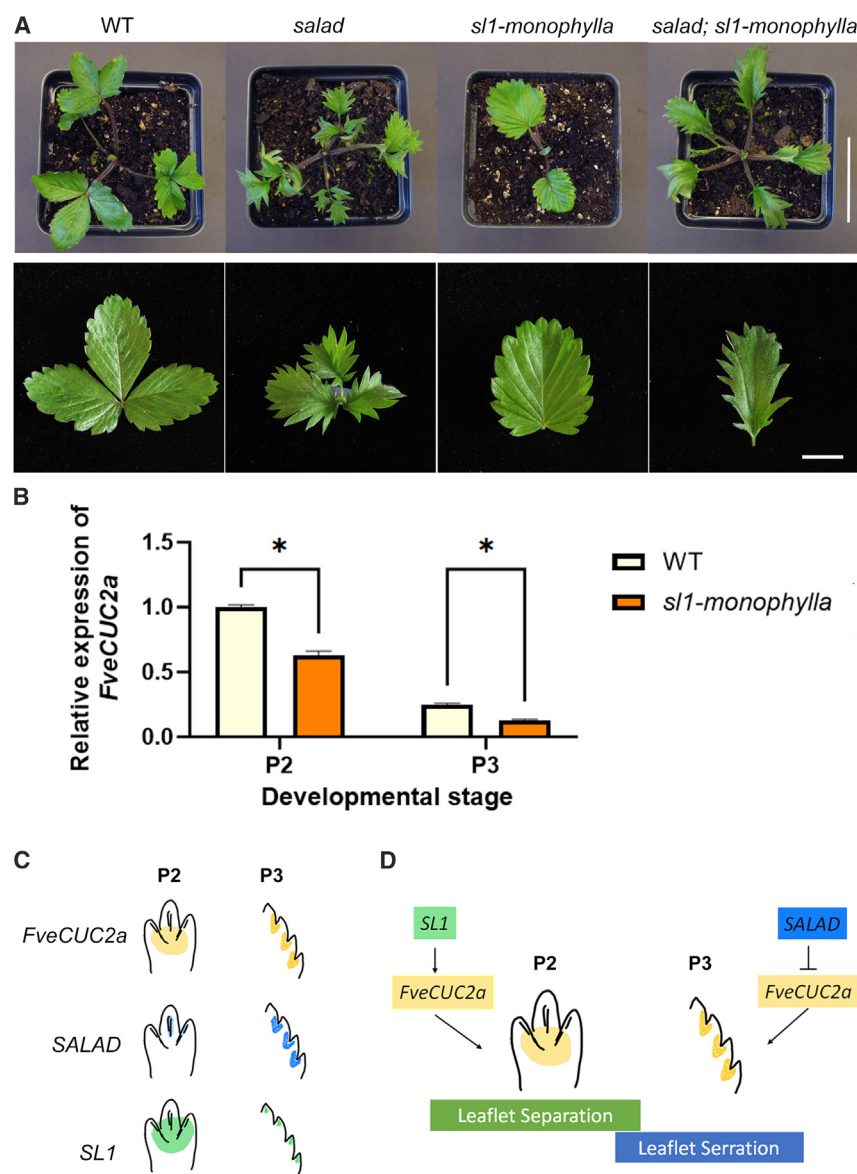 A
WT salad sl1-monophylla salad; sl1-monophylla
B
Relative expression of
FveCUC2a
1.5
1.0
0.5
0.0
* *
P2 P3
Developmental stage
WT
sl1-monophylla
C
P2 P3
FveCUC2a
SALAD
SL1
D
SL1
SALAD
P2 P3
FveCUC2a FveCUC2a
Leaflet Separation
Leaflet Serration